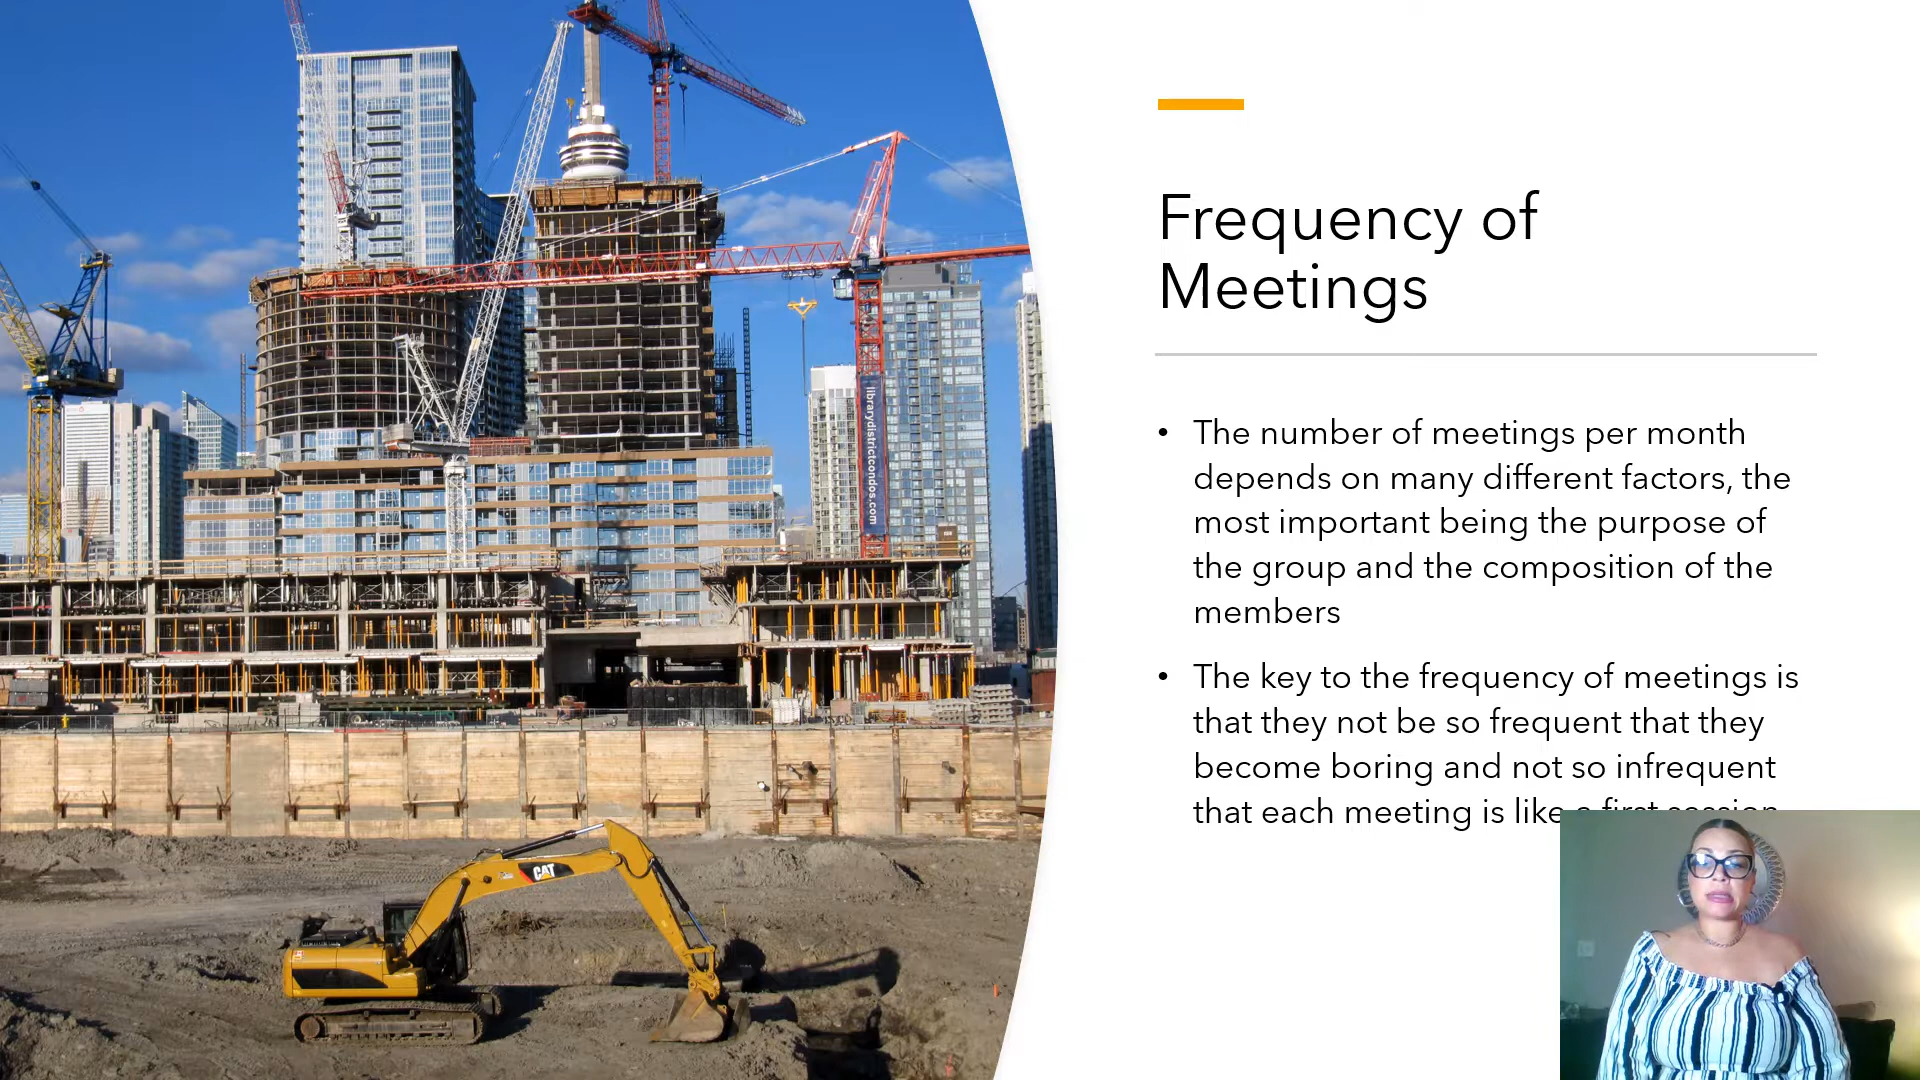 Frequency of
Meetings
• The number of meetings per month
depends on many different factors, the
most important being the purpose of
the group and the composition of the
members
• The key to the frequency of meetings is
that they not be so frequent that they
become boring and not so infrequent
that each meeting is like a first session
librarydistrictcondos.com
CAT